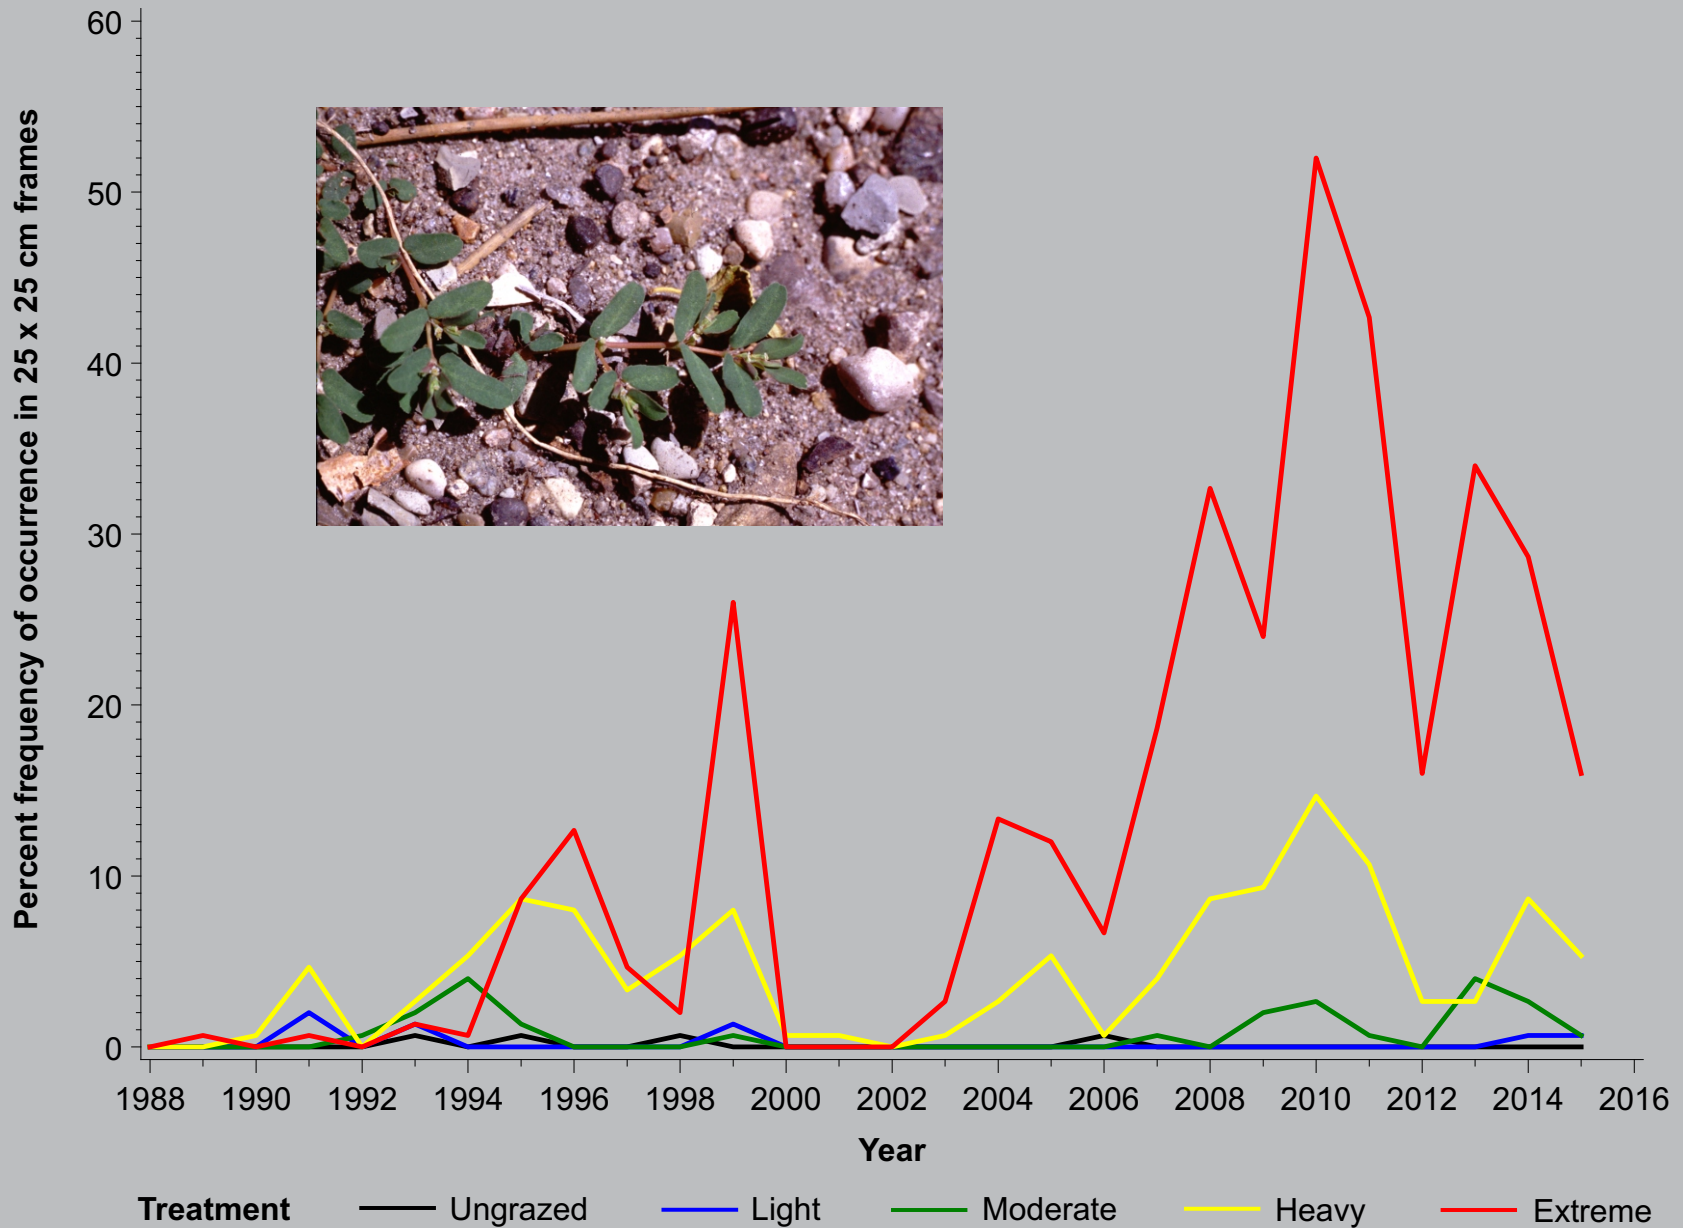 Percent frequency of occurrence in 25 x 25 cm frames
60
50
40
30
20
10
0
1988 1990 1992 1994 1996 1998 2000 2002 2004 2006 2008 2010 2012 2014 2016
Year
Treatment Ungrazed Light Moderate Heavy Extreme